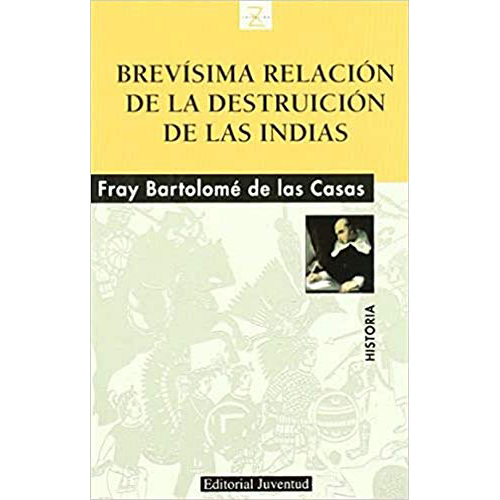 Z
BREVÍSIMA RELACIÓN
DE LA DESTRUICIÓN
DE LAS INDIAS
Fray Bartolomé de las Casas
HISTORIA
Editorial Juventud